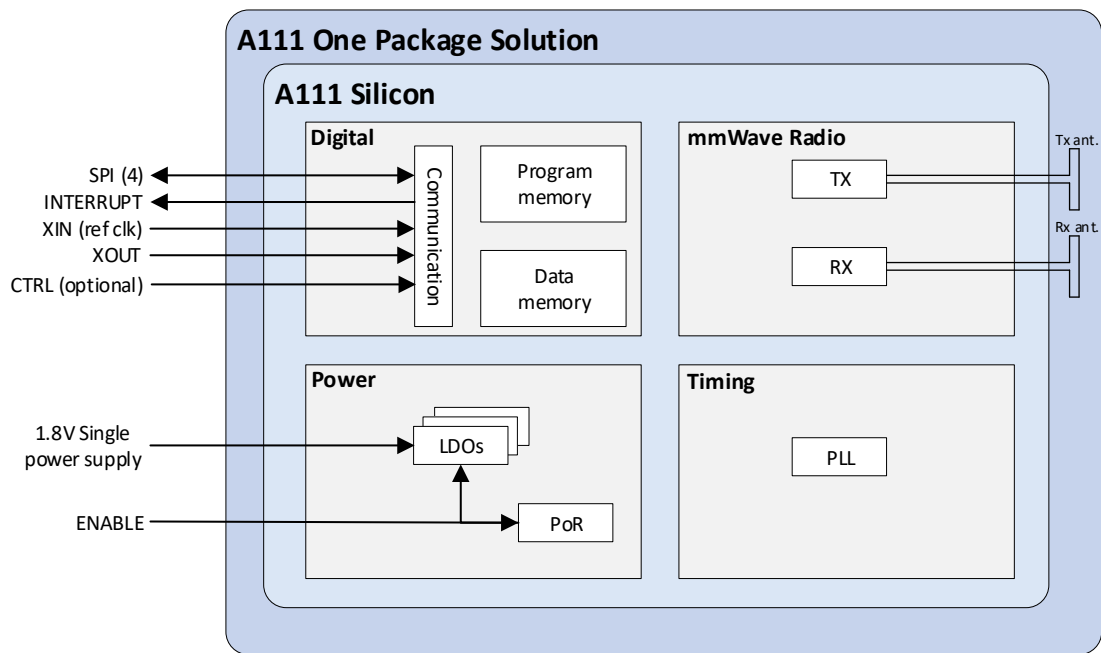 A111 One Package Solution
A111 Silicon
Digital
mmWave Radio
Tx ant.
SPI (4)
INTERRUPT
XIN (ref clk)
XOUT
CTRL (optional)
Communication
Program
memory
Data
memory
TX
RX
Rx ant.
Power
Timing
1.8V Single
power supply
LDOs
PLL
ENABLE
PoR